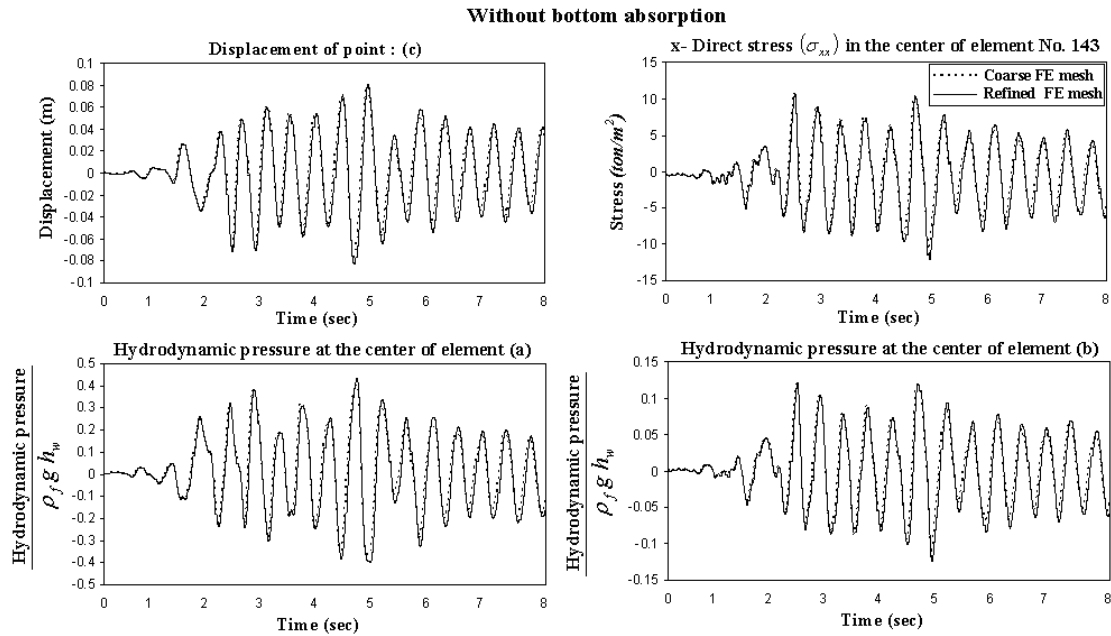 Without bottom absorption
Displacement of point : (c)
Displacement (m)
0.1
0.08
0.06
0.04
0.02
0
-0.02
-0.04
-0.06
-0.08
-0.1
0 1 2 3 4 5 6 7 8
Time (sec)
x- Direct stress (σxx) in the center of element No. 143
Coarse FE mesh
Refined FE mesh
Stress (ton/m²)
15
10
5
0
-5
-10
-15
0 1 2 3 4 5 6 7 8
Time (sec)
Hydrodynamic pressure at the center of element (a)
Hydrodynamic pressure
ρf g hw
0.5
0.4
0.3
0.2
0.1
0
-0.1
-0.2
-0.3
-0.4
-0.5
0 1 2 3 4 5 6 7 8
Time (sec)
Hydrodynamic pressure at the center of element (b)
Hydrodynamic pressure
ρf g hw
0.15
0.1
0.05
0
-0.05
-0.1
-0.15
0 1 2 3 4 5 6 7 8
Time (sec)